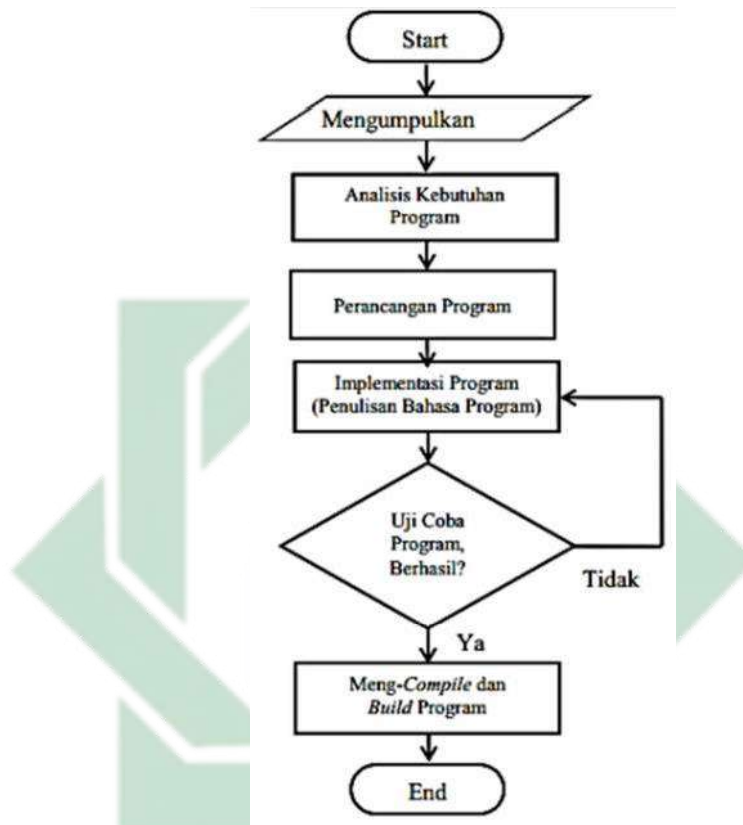 Start
Mengumpulkan
Analisis Kebutuhan
Program
Perancangan Program
Implementasi Program
(Penulisan Bahasa Program)
Uji Coba
Program,
Berhasil?
Tidak
Ya
Meng-Compile dan
Build Program
End